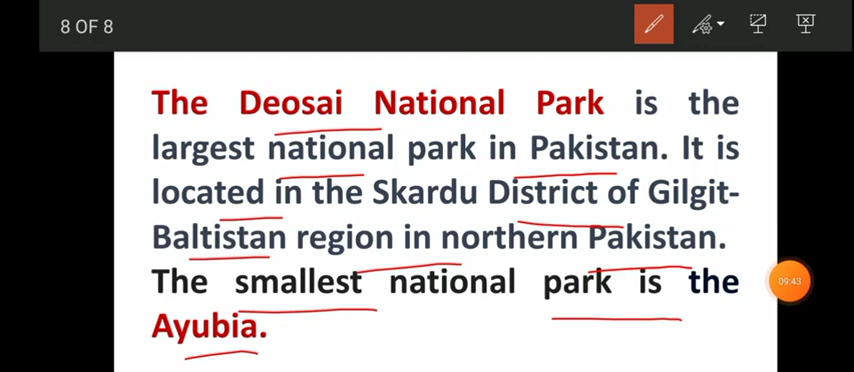 8 OF 8
The Deosai National Park is the
largest national park in Pakistan. It is
located in the Skardu District of Gilgit-
Baltistan region in northern Pakistan.
The smallest national park is the
09:43
Ayubia.